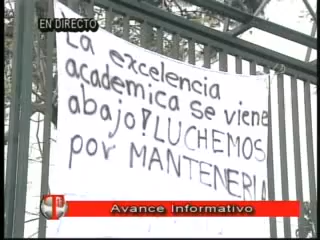 EN DIRECTO
La excelencia
academica se viene
abajo! LUCHEMOS
por MANTENERLA
Avance Informativo